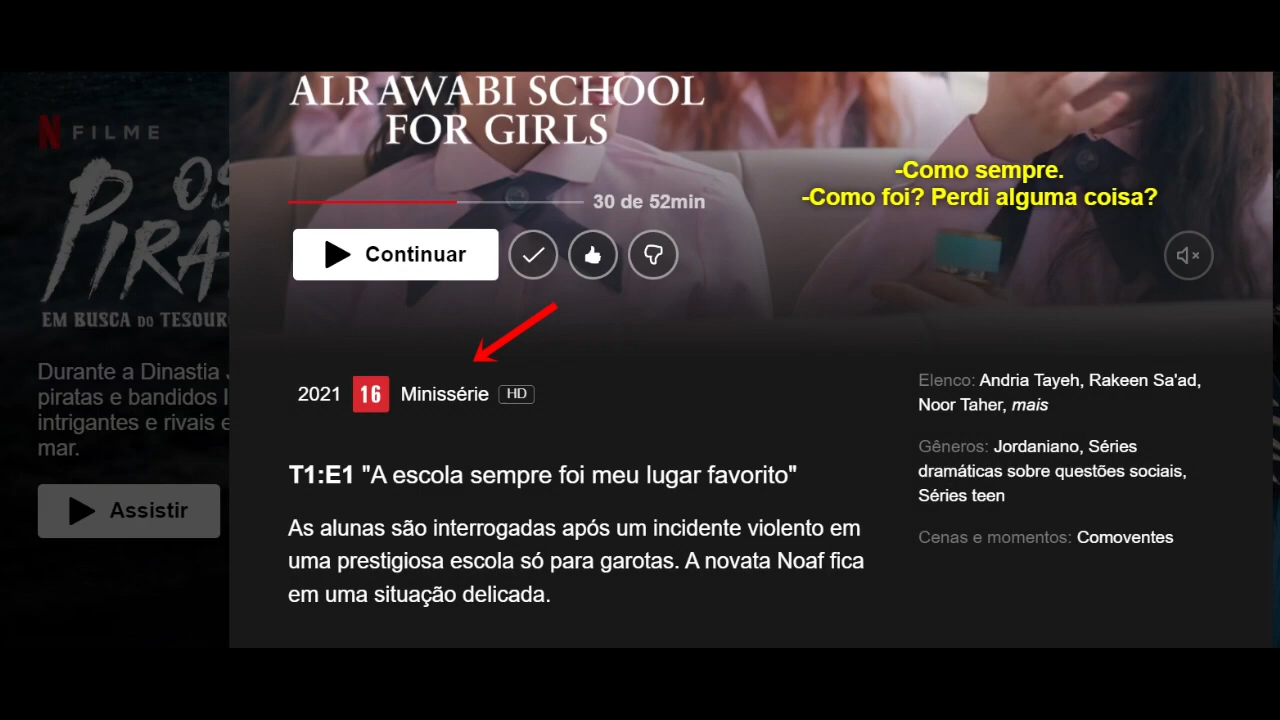 N FILME
OS
PIRA
EM BUSCA DO TESOUR
Durante a Dinastia
piratas e bandidos
intrigantes e rivais e
mar.
Assistir
ALRAWABI SCHOOL
FOR GIRLS
-Como sempre.
-Como foi? Perdi alguma coisa?
30 de 52min
Continuar
2021 16 Minissérie HD
T1:E1 "A escola sempre foi meu lugar favorito"
As alunas são interrogadas após um incidente violento em
uma prestigiosa escola só para garotas. A novata Noaf fica
em uma situação delicada.
Elenco: Andria Tayeh, Rakeen Sa'ad,
Noor Taher, mais
Gêneros: Jordaniano, Séries
dramáticas sobre questões sociais,
Séries teen
Cenas e momentos: Comoventes